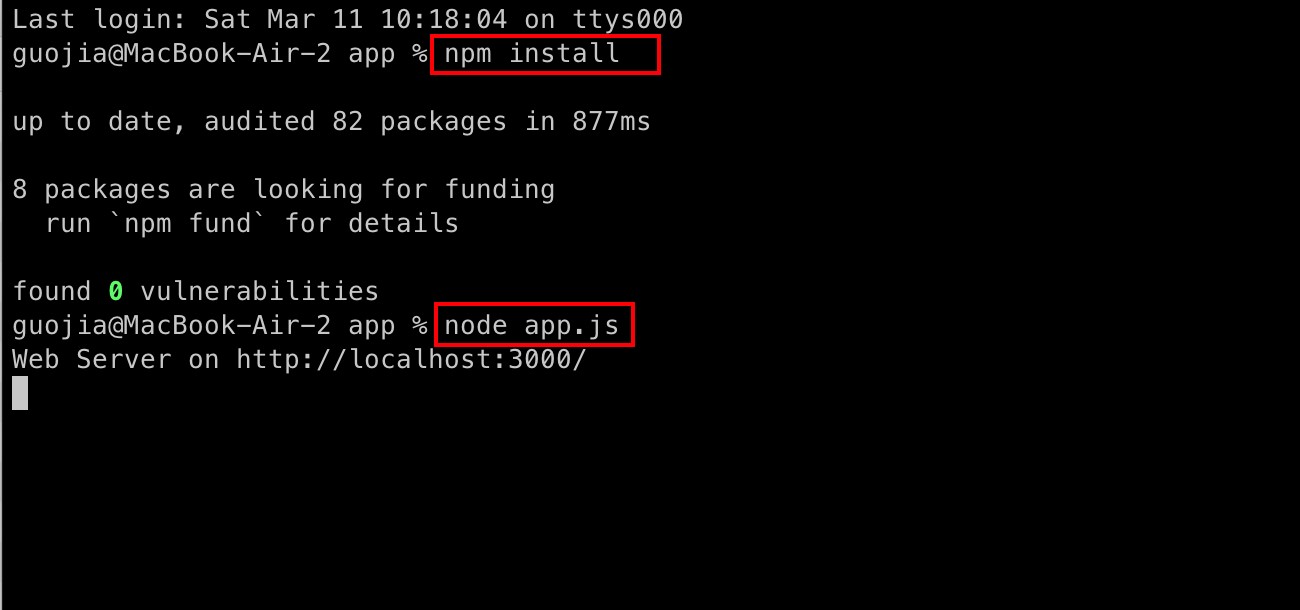 Last login: Sat Mar 11 10:18:04 on ttys000
guojia@MacBook-Air-2 app % npm install
up to date, audited 82 packages in 877ms
8 packages are looking for funding
run `npm fund` for details
found 0 vulnerabilities
guojia@MacBook-Air-2 app % node app.js
Web Server on http://localhost:3000/